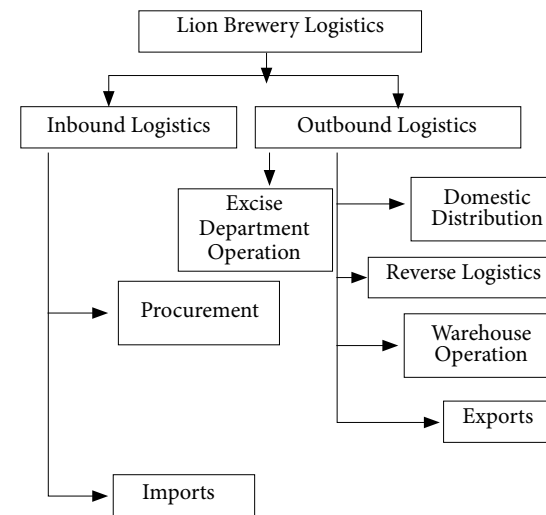 Lion Brewery Logistics
Inbound Logistics
Outbound Logistics
Excise
Department
Operation
Domestic
Distribution
Reverse Logistics
Procurement
Warehouse
Operation
Exports
Imports